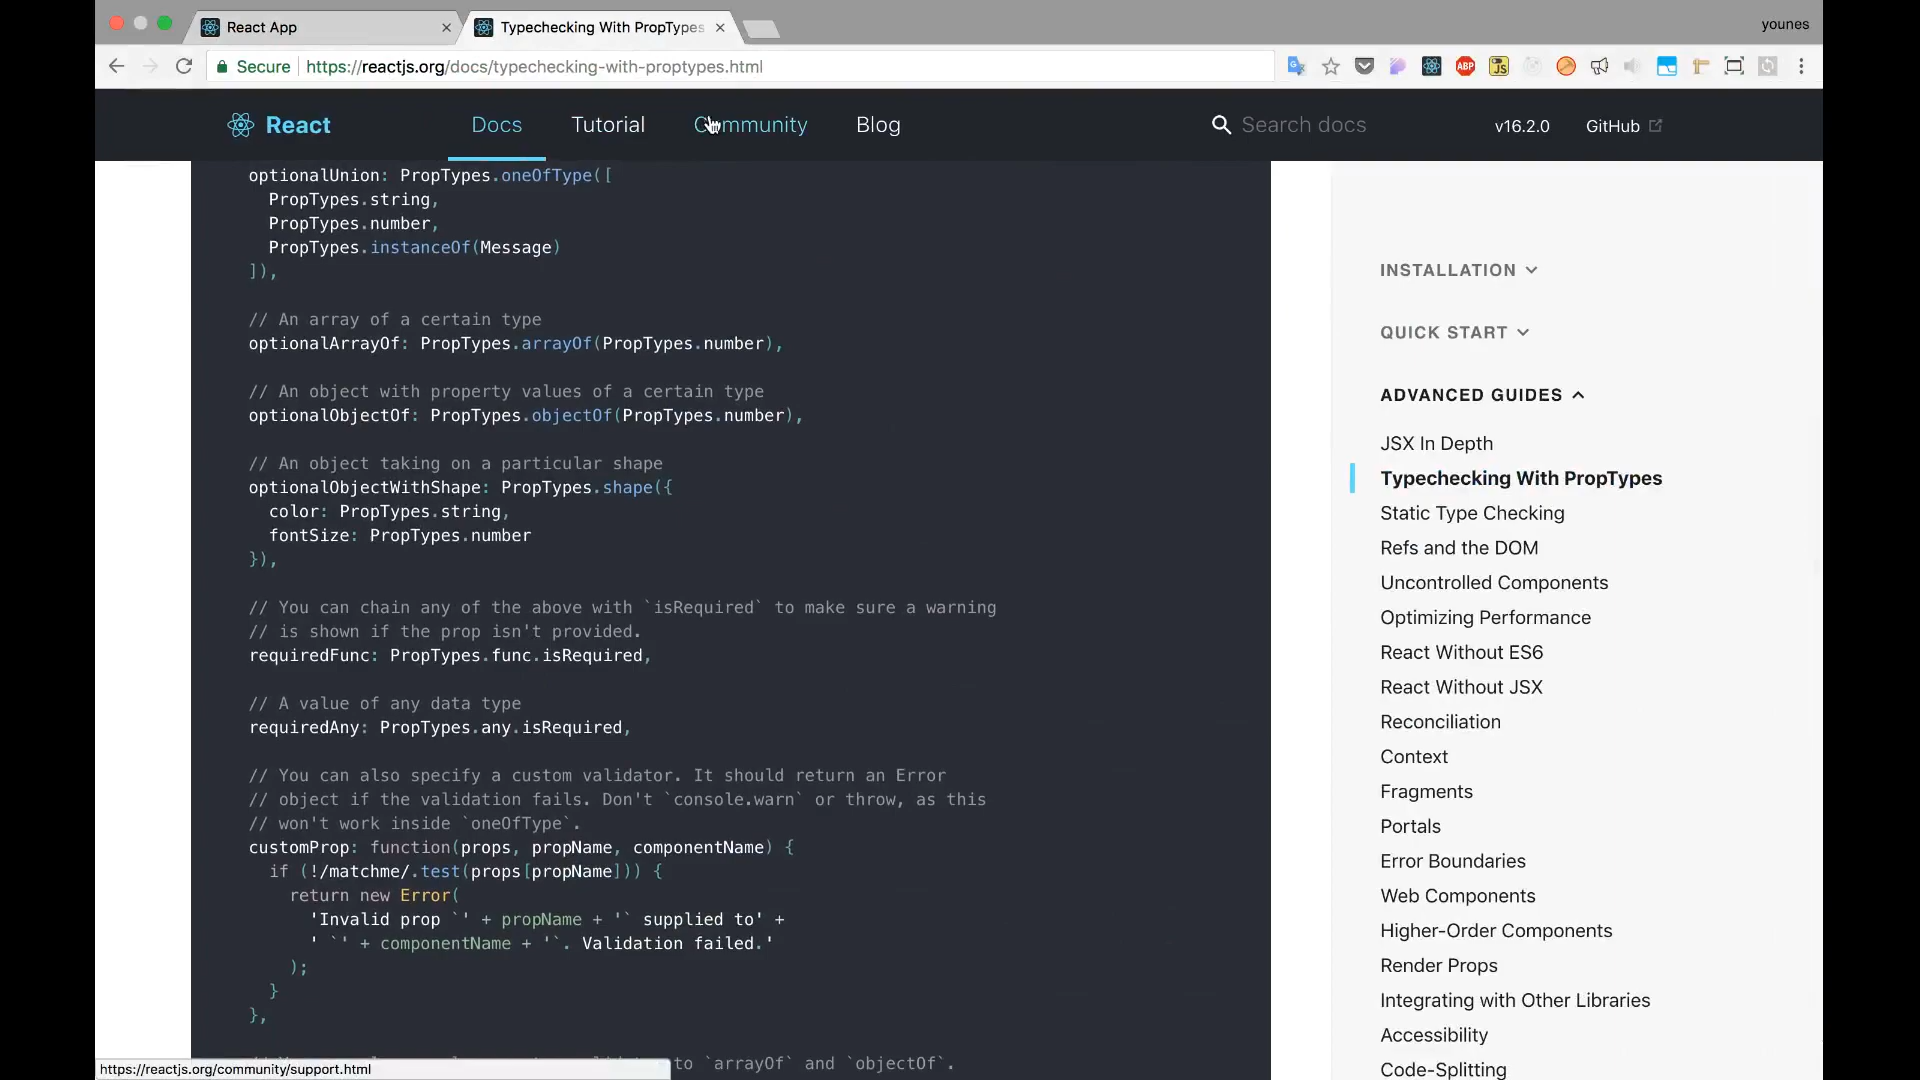 React App
Typechecking With PropTypes
younes
Secure https://reactjs.org/docs/typechecking-with-proptypes.html
ABP
JS
React Docs Tutorial Community Blog Search docs v16.2.0 GitHub
optionalUnion: PropTypes.oneOfType([
PropTypes.string,
PropTypes.number,
PropTypes.instanceOf(Message)
]),
// An array of a certain type
optionalArrayOf: PropTypes.arrayOf(PropTypes.number),
// An object with property values of a certain type
optionalObjectOf: PropTypes.objectOf(PropTypes.number),
// An object taking on a particular shape
optionalObjectWithShape: PropTypes.shape({
color: PropTypes.string,
fontSize: PropTypes.number
}),
// You can chain any of the above with `isRequired` to make sure a warning
// is shown if the prop isn't provided.
requiredFunc: PropTypes.func.isRequired,
// A value of any data type
requiredAny: PropTypes.any.isRequired,
// You can also specify a custom validator. It should return an Error
// object if the validation fails. Don't `console.warn` or throw, as this
// won't work inside `oneOfType`.
customProp: function(props, propName, componentName) {
if (!/matchme/.test(props[propName])) {
return new Error(
'Invalid prop `' + propName + '` supplied to' +
' `' + componentName + '`. Validation failed.'
);
}
},
to `arrayOf` and `objectOf`.
https://reactjs.org/community/support.html
INSTALLATION
QUICK START
ADVANCED GUIDES
JSX In Depth
Typechecking With PropTypes
Static Type Checking
Refs and the DOM
Uncontrolled Components
Optimizing Performance
React Without ES6
React Without JSX
Reconciliation
Context
Fragments
Portals
Error Boundaries
Web Components
Higher-Order Components
Render Props
Integrating with Other Libraries
Accessibility
Code-Splitting